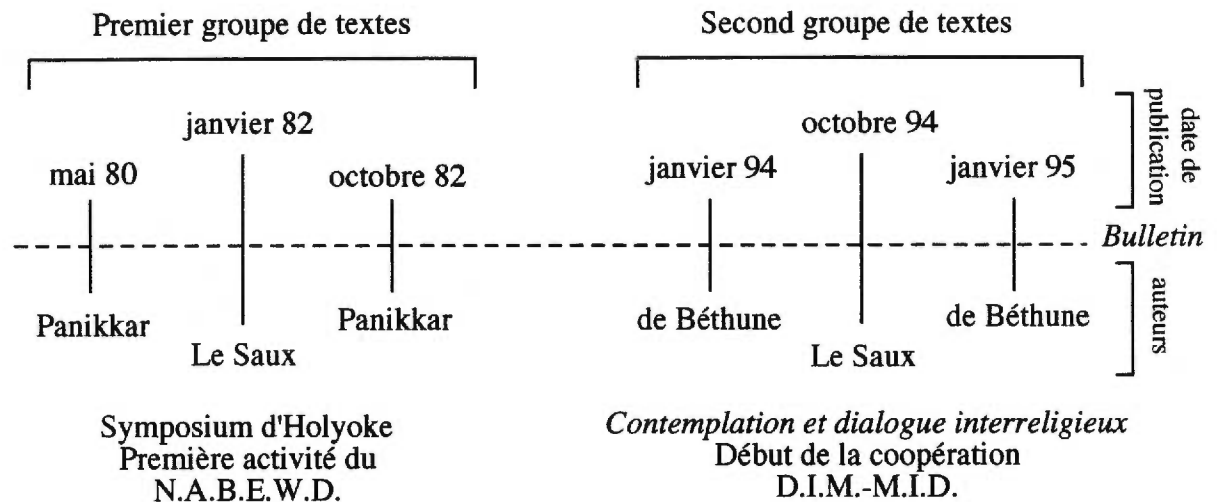 Premier groupe de textes
Second groupe de textes
janvier 82
octobre 94
mai 80
octobre 82
janvier 94
janvier 95
date de
publication
Bulletin
Panikkar
Panikkar
de Béthune
de Béthune
Le Saux
Le Saux
auteurs
Symposium d'Holyoke
Première activité du
N.A.B.E.W.D.
Contemplation et dialogue interreligieux
Début de la coopération
D.I.M.-M.I.D.